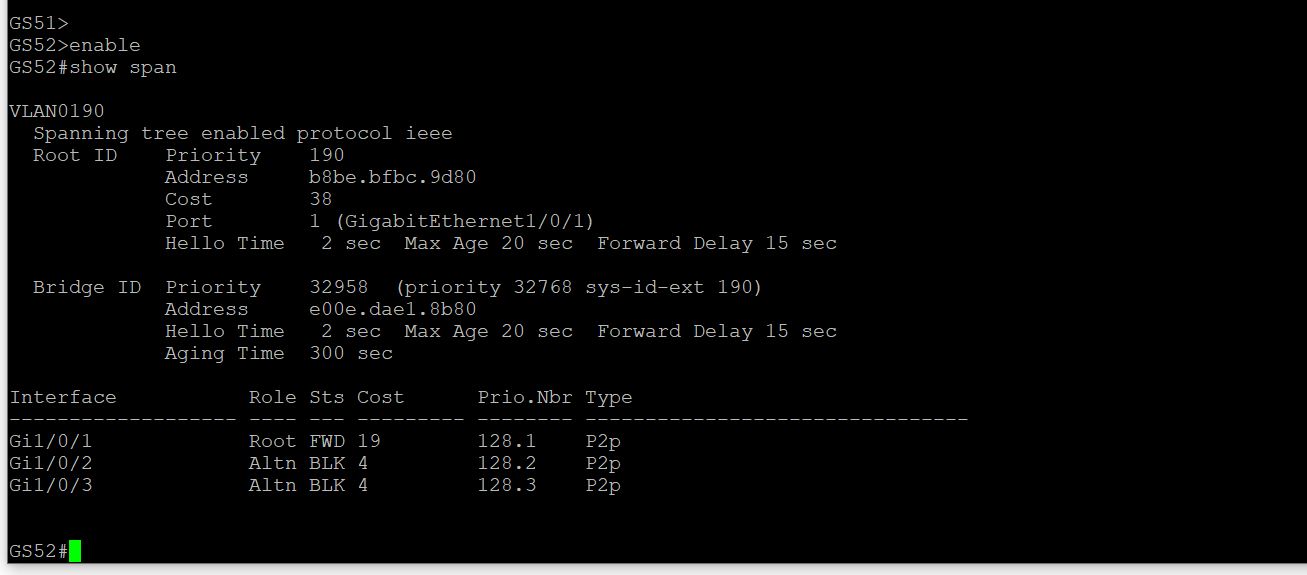 GS51>
GS52>enable
GS52#show span
VLAN0190
  Spanning tree enabled protocol ieee
  Root ID    Priority    190
             Address     b8be.bfbc.9d80
             Cost        38
             Port        1 (GigabitEthernet1/0/1)
             Hello Time   2 sec  Max Age 20 sec  Forward Delay 15 sec
  Bridge ID  Priority    32958  (priority 32768 sys-id-ext 190)
             Address     e00e.dae1.8b80
             Hello Time   2 sec  Max Age 20 sec  Forward Delay 15 sec
             Aging Time  300 sec
Interface           Role Sts Cost      Prio.Nbr Type
------------------- ---- --- --------- -------- --------------------------------
Gi1/0/1             Root FWD 19        128.1    P2p
Gi1/0/2             Altn BLK 4         128.2    P2p
Gi1/0/3             Altn BLK 4         128.3    P2p
GS52#